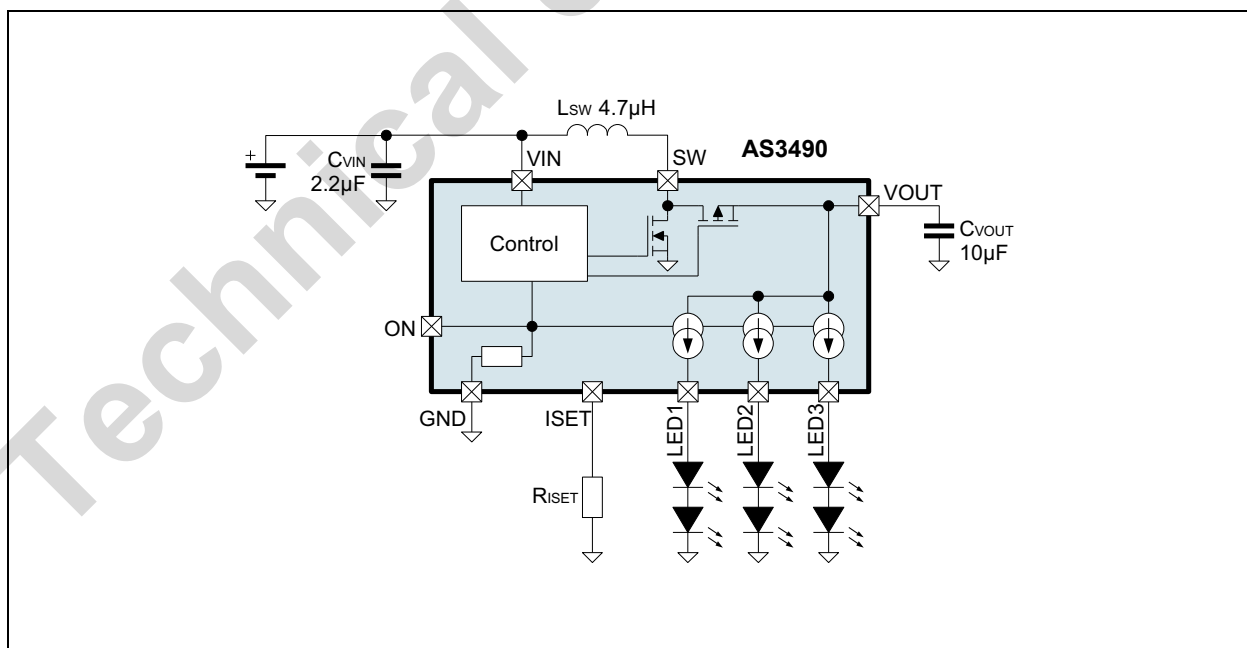 Technical
LSW 4.7µH
AS3490
VIN
SW
CVIN
2.2µF
+
VOUT
CVOUT
10µF
Control
ON
GND
ISET
LED1
LED2
LED3
RISET